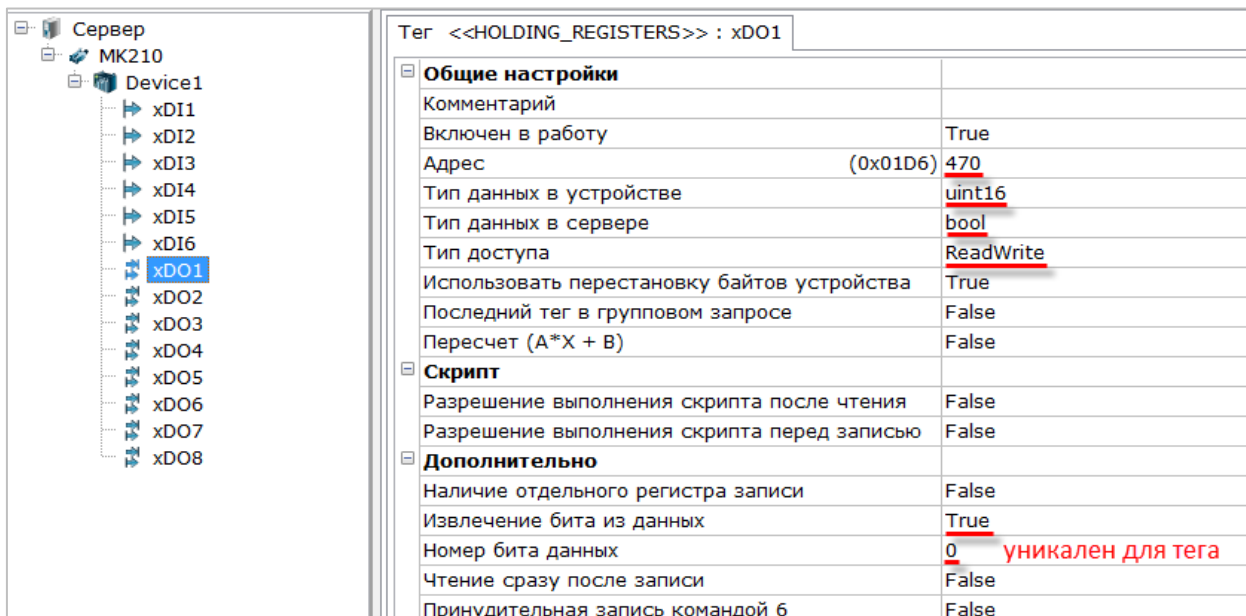 Сервер
MK210
Device1
xDI1
xDI2
xDI3
xDI4
xDI5
xDI6
xDO1
xDO2
xDO3
xDO4
xDO5
xDO6
xDO7
xDO8
Тег <<HOLDING_REGISTERS>> : xDO1
Общие настройки
Комментарий
Включен в работу True
Адрес (0x01D6) 470
Тип данных в устройстве uint16
Тип данных в сервере bool
Тип доступа ReadWrite
Использовать перестановку байтов устройства True
Последний тег в групповом запросе False
Пересчет (A*X + B) False
Скрипт
Разрешение выполнения скрипта после чтения False
Разрешение выполнения скрипта перед записью False
Дополнительно
Наличие отдельного регистра записи False
Извлечение бита из данных True
Номер бита данных 0 уникален для тега
Чтение сразу после записи False
Принудительная запись командой 6 False